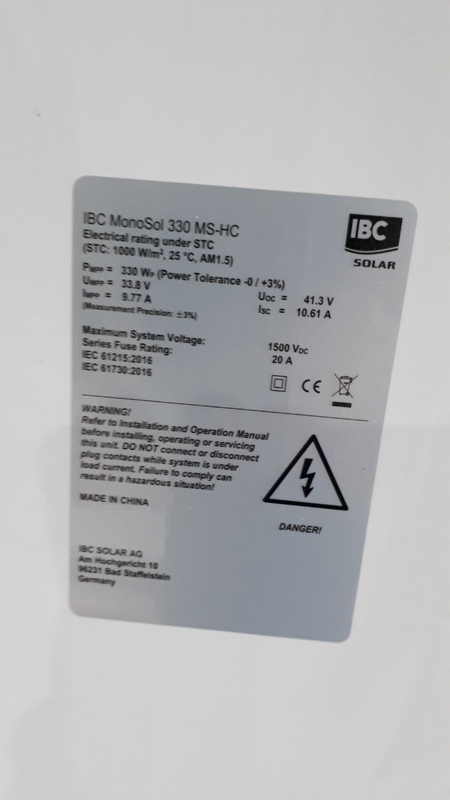 IBC MonoSol 330 MS-HC
Electrical rating under STC
(STC: 1000 W/m², 25 °C, AM1.5)
IBC
SOLAR
PMPP = 330 WP (Power Tolerance -0 / +3%)
UMPP = 33.8 V
UOC = 41.3 V
IMPP = 9.77 A
ISC = 10.61 A
(Measurement Precision: ±3%)
Maximum System Voltage: 1500 VDC
Series Fuse Rating: 20 A
IEC 61215:2016
IEC 61730:2016
CE
WARNING!
Refer to Installation and Operation Manual
before installing, operating or servicing
this unit. DO NOT connect or disconnect
plug contacts while system is under
load current. Failure to comply can
result in a hazardous situation!
DANGER!
MADE IN CHINA
IBC SOLAR AG
Am Hochgericht 10
96231 Bad Staffelstein
Germany